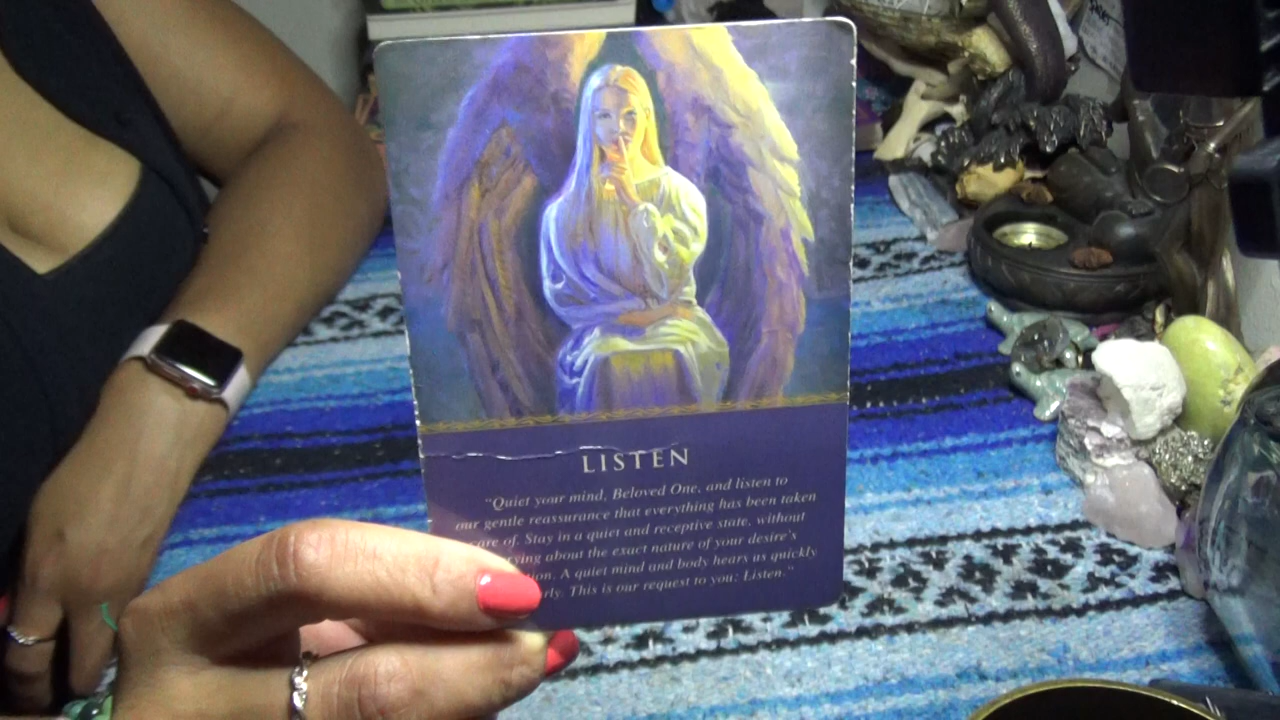 LISTEN
"Quiet your mind, Beloved One, and listen to
our gentle reassurance that everything has been taken
care of. Stay in a quiet and receptive state, without
about the exact nature of your desire's
A quiet mind and body hears us quickly
This is our request to you: Listen."